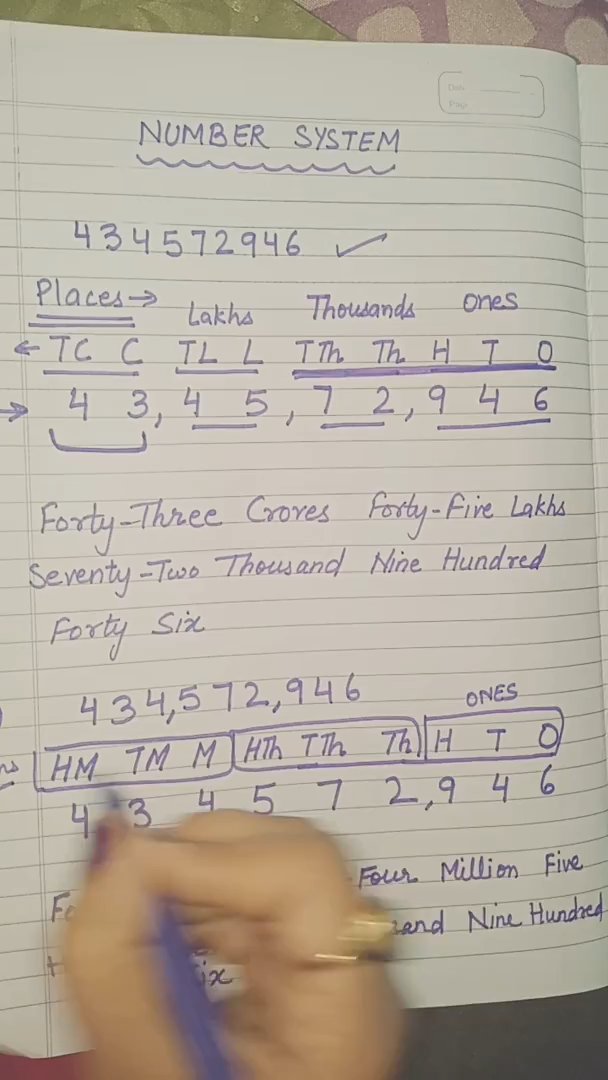 NUMBER SYSTEM
434572946 ✓
Places→ Lakhs Thousands ones
← TC C TL L TTh Th H T O
→ 4 3, 4 5, 7 2, 9 4 6
Forty-Three Crores Forty-Five Lakhs
Seventy-Two Thousand Nine Hundred
Forty Six
434,572,946 ONES
HM TM M HTh TTh Th H T O
4 3 4 5 7 2, 9 4 6
Four Million Five
Nine Hundred